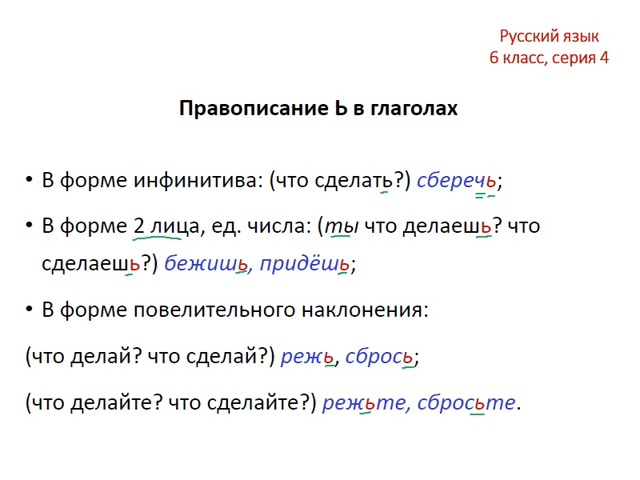 Русский язык
6 класс, серия 4
Правописание Ь в глаголах
• В форме инфинитива: (что сделать?) сберечь;
• В форме 2 лица, ед. числа: (ты что делаешь? что
сделаешь?) бежишь, придёшь;
• В форме повелительного наклонения:
(что делай? что сделай?) режь, сбрось;
(что делайте? что сделайте?) режьте, сбросьте.